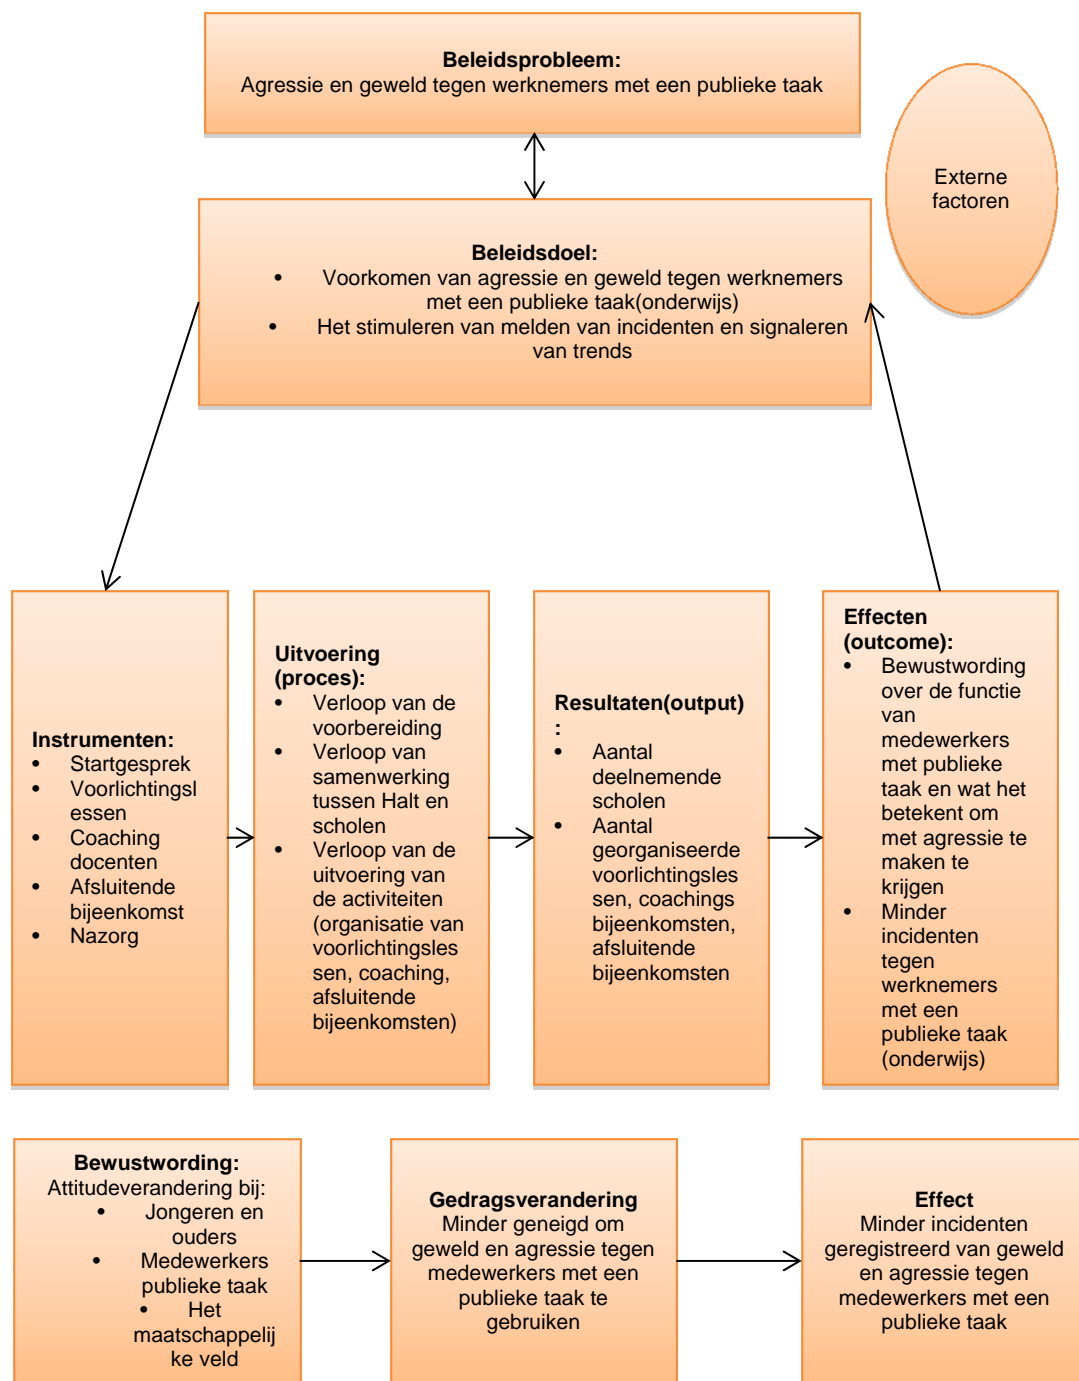 Beleidsprobleem:
Agressie en geweld tegen werknemers met een publieke taak
Externe
factoren
Beleidsdoel:
• Voorkomen van agressie en geweld tegen werknemers
met een publieke taak(onderwijs)
• Het stimuleren van melden van incidenten en signaleren
van trends
Instrumenten:
• Startgesprek
• Voorlichtingsl
essen
• Coaching
docenten
• Afsluitende
bijeenkomst
• Nazorg
Uitvoering
(proces):
• Verloop van de
voorbereiding
• Verloop van
samenwerking
tussen Halt en
scholen
• Verloop van de
uitvoering van
de activiteiten
(organisatie van
voorlichtingsles
sen, coaching,
afsluitende
bijeenkomsten)
Resultaten(output)
:
• Aantal
deelnemende
scholen
• Aantal
georganiseerde
voorlichtingsles
sen, coachings
bijeenkomsten,
afsluitende
bijeenkomsten
Effecten
(outcome):
• Bewustwording
over de functie
van
medewerkers
met publieke
taak en wat het
betekent om
met agressie te
maken te
krijgen
• Minder
incidenten
tegen
werknemers
met een
publieke taak
(onderwijs)
Bewustwording:
Attitudeverandering bij:
• Jongeren en
ouders
• Medewerkers
publieke taak
• Het
maatschappelij
ke veld
Gedragsverandering
Minder geneigd om
geweld en agressie tegen
medewerkers met een
publieke taak te
gebruiken
Effect
Minder incidenten
geregistreerd van geweld
en agressie tegen
medewerkers met een
publieke taak